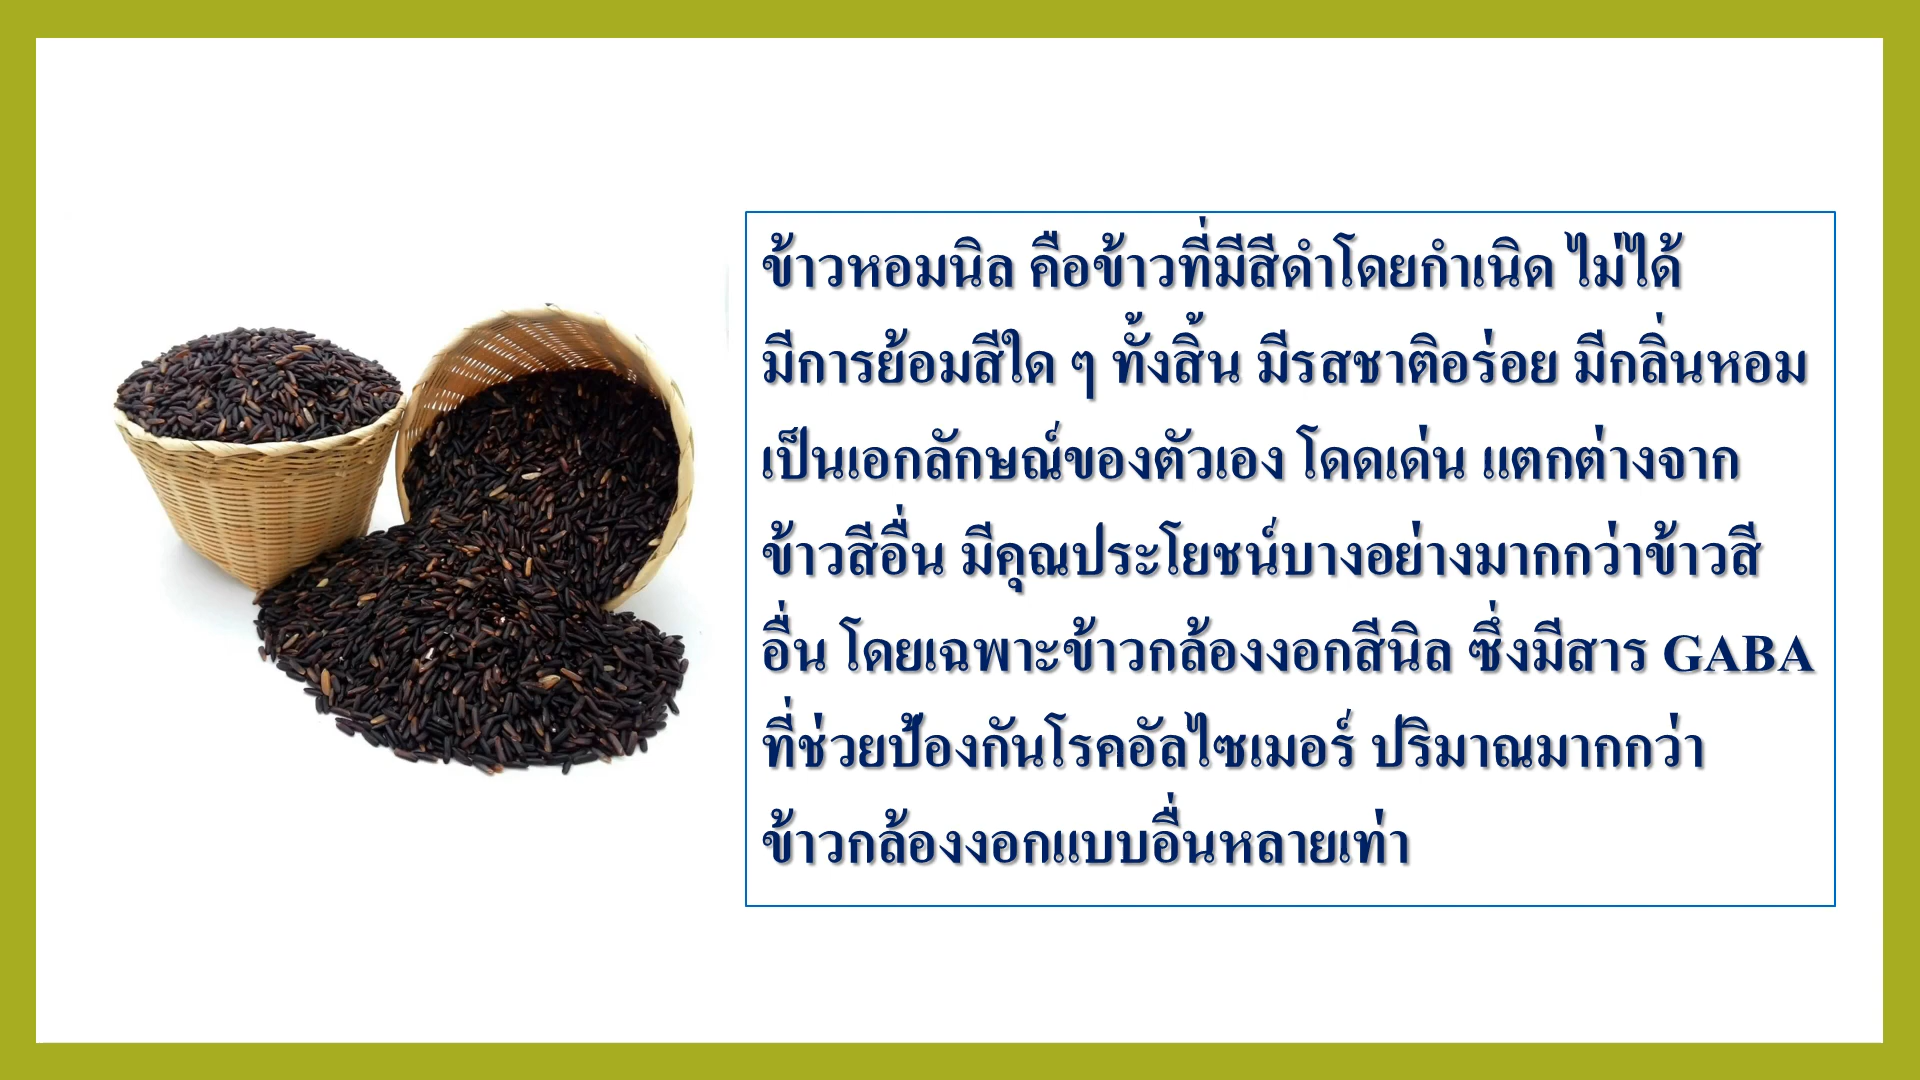 ข้าวหอมนิล คือข้าวที่มีสีดำโดยกำเนิด ไม่ได้
มีการย้อมสีใด ๆ ทั้งสิ้น มีรสชาติอร่อย มีกลิ่นหอม
เป็นเอกลักษณ์ของตัวเอง โดดเด่น แตกต่างจาก
ข้าวสีอื่น มีคุณประโยชน์บางอย่างมากกว่าข้าวสี
อื่น โดยเฉพาะข้าวกล้องงอกสีนิล ซึ่งมีสาร GABA
ที่ช่วยป้องกันโรคอัลไซเมอร์ ปริมาณมากกว่า
ข้าวกล้องงอกแบบอื่นหลายเท่า